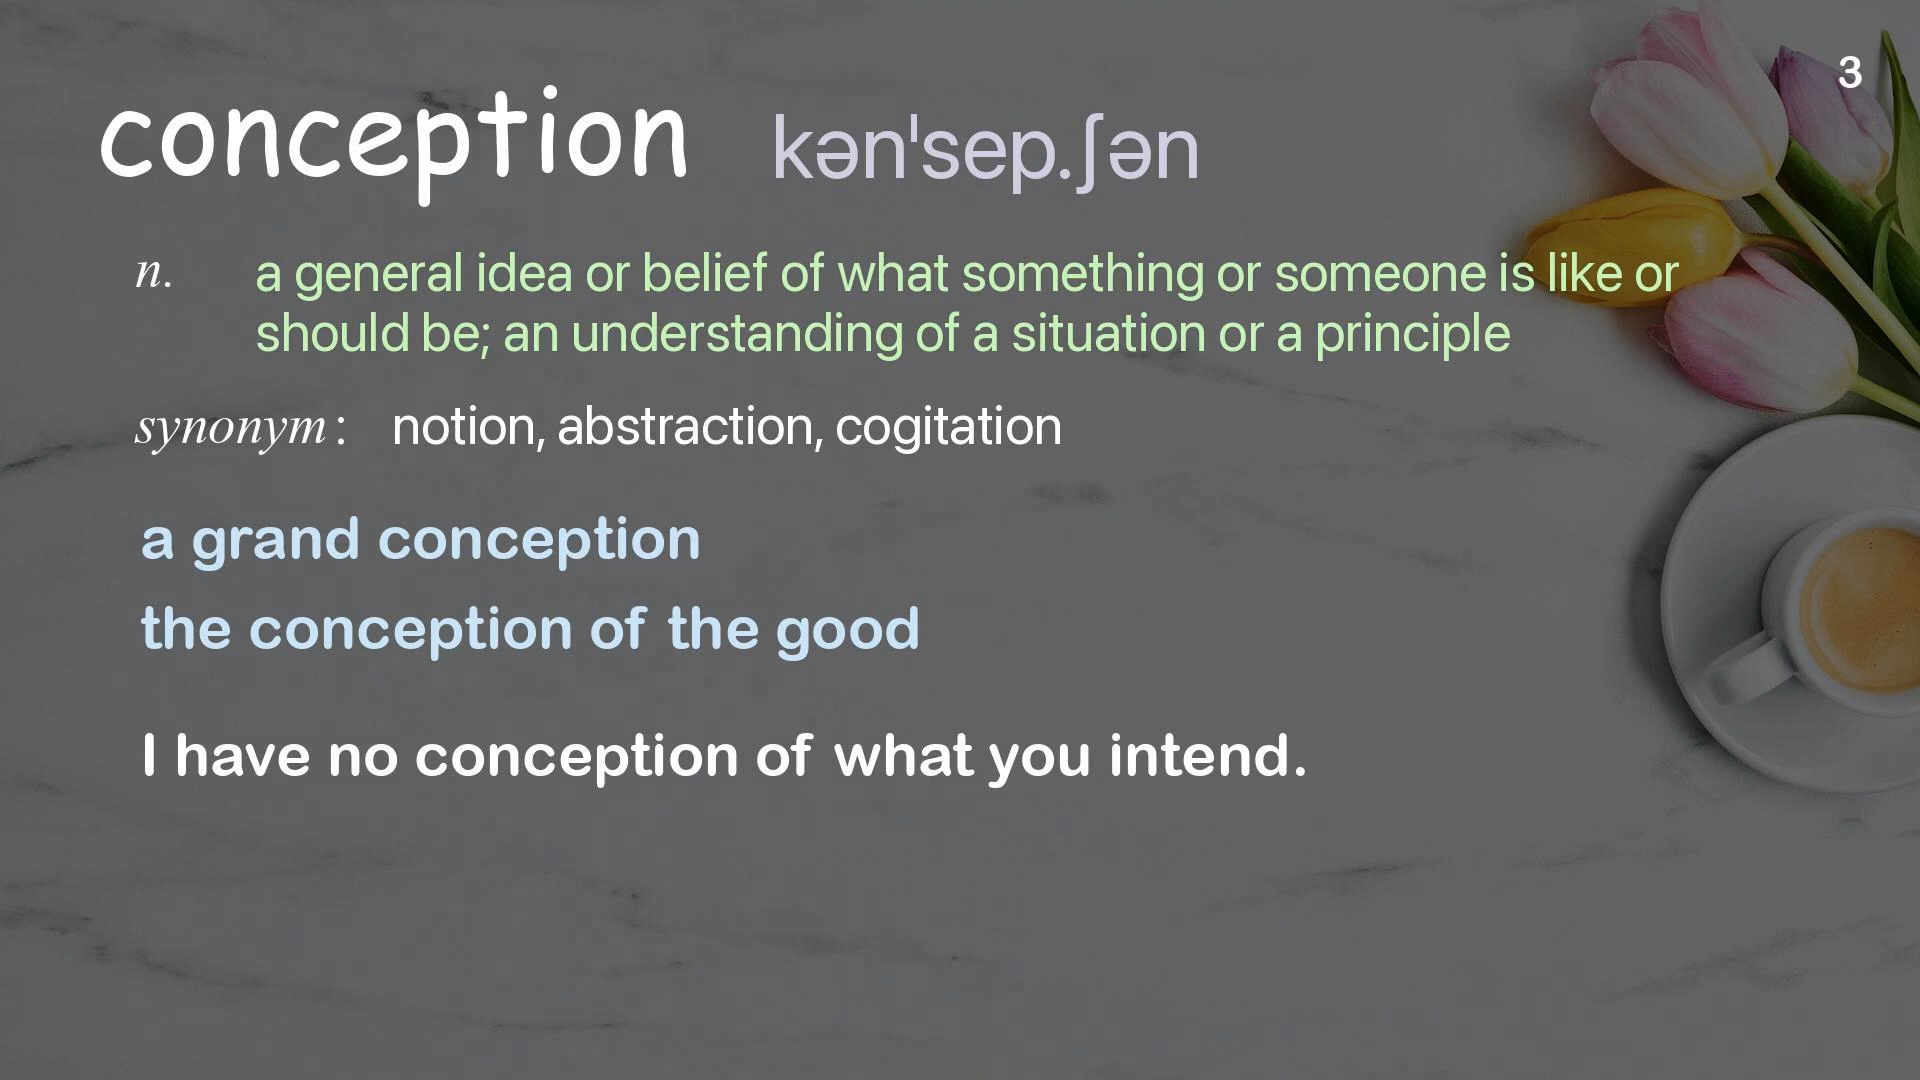 3
conception kən'sep.ʃən
n. a general idea or belief of what something or someone is like or
should be; an understanding of a situation or a principle
synonym: notion, abstraction, cogitation
a grand conception
the conception of the good
I have no conception of what you intend.